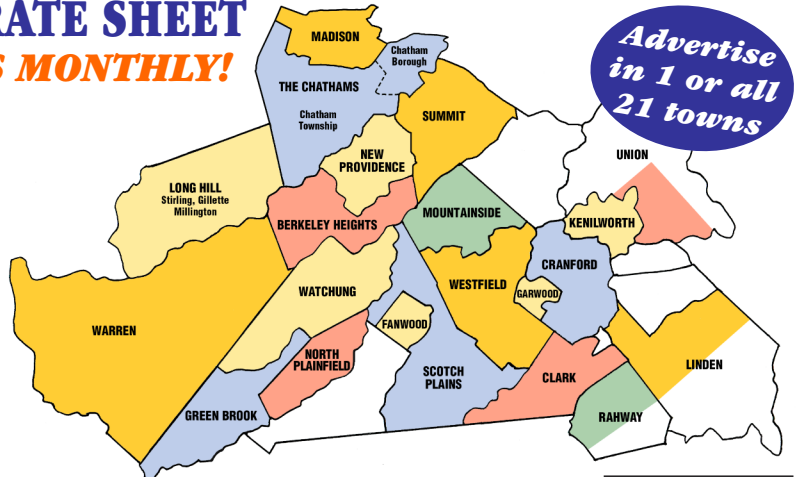 RATE SHEET
MONTHLY!
Advertise
in 1 or all
21 towns
MADISON
Chatham
Borough
THE CHATHAMS
Chatham
Township
SUMMIT
NEW
PROVIDENCE
UNION
LONG HILL
Stirling, Gillette
Millington
BERKELEY HEIGHTS
MOUNTAINSIDE
KENILWORTH
CRANFORD
WATCHUNG
WESTFIELD
GARWOOD
WARREN
FANWOOD
NORTH
PLAINFIELD
SCOTCH
PLAINS
CLARK
LINDEN
GREEN BROOK
RAHWAY